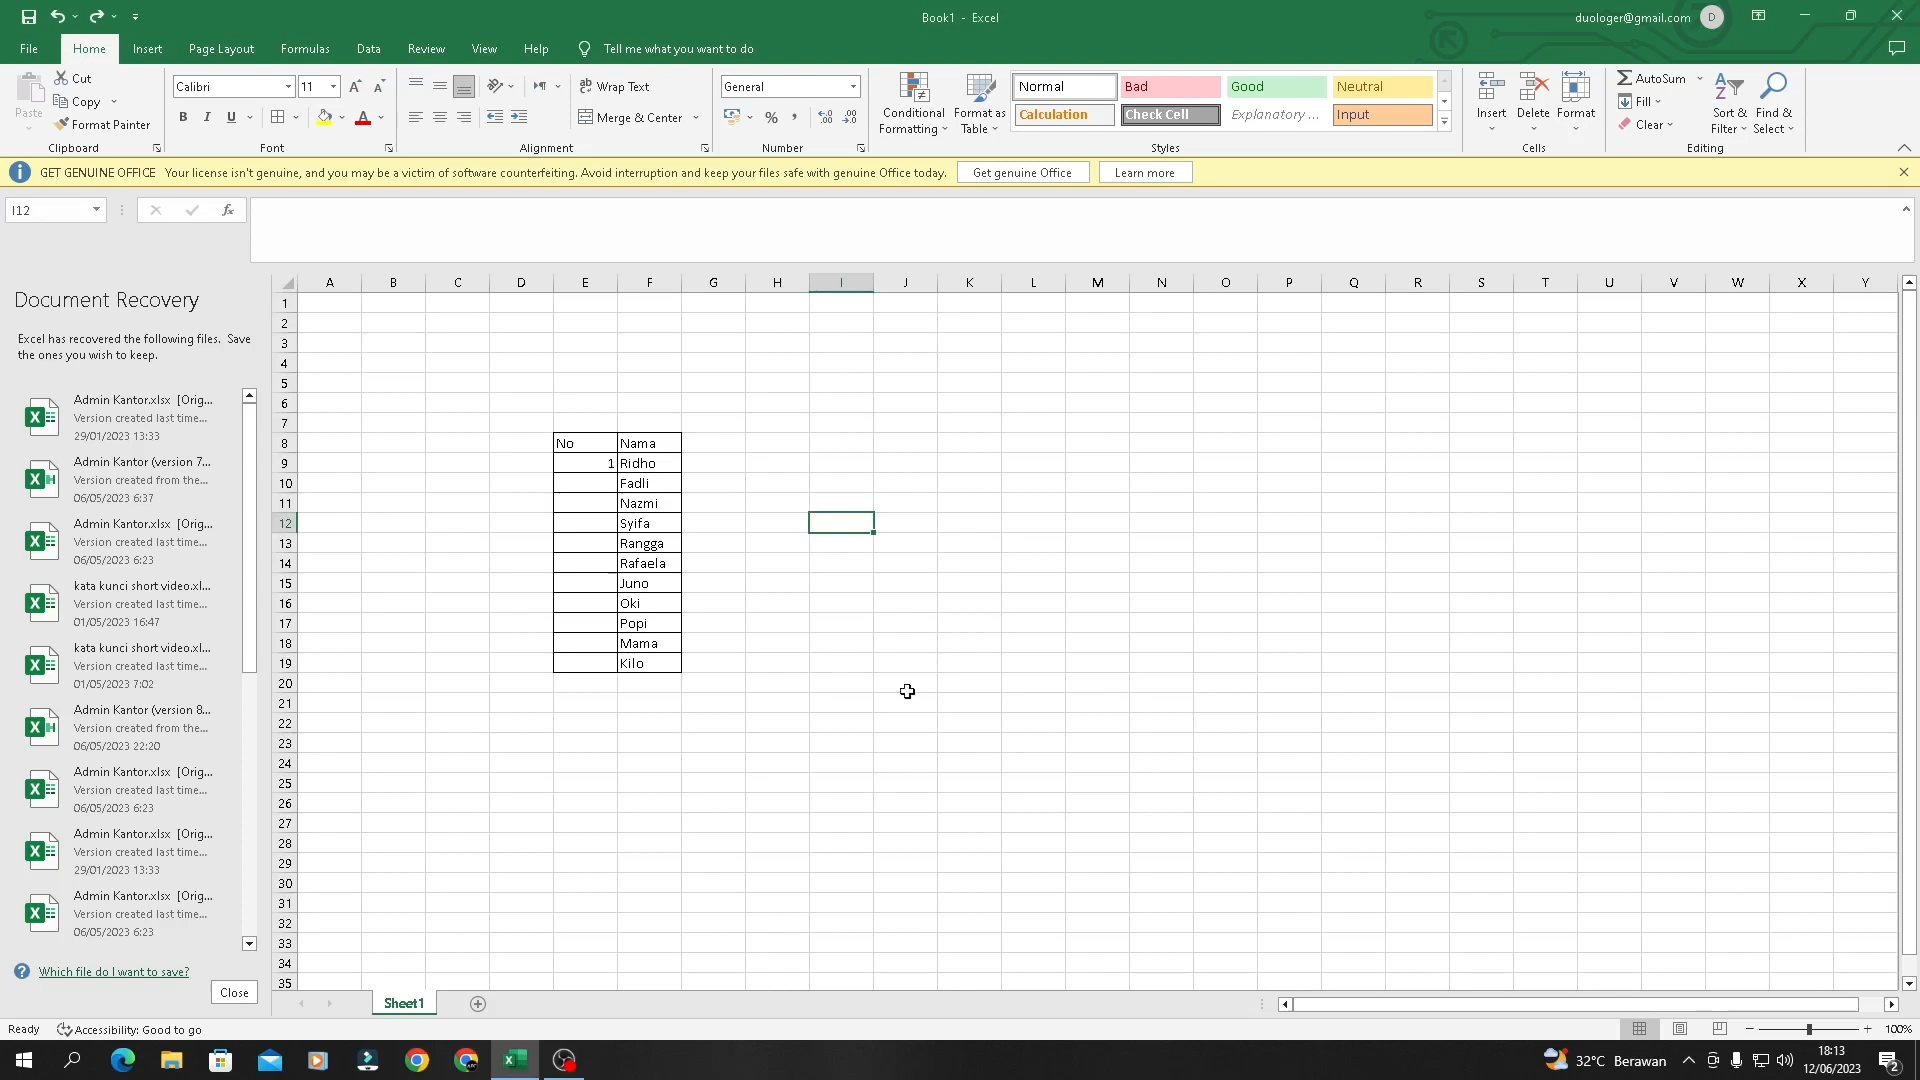 Book1 - Excel
duologer@gmail.com
D
File
Home
Insert
Page Layout
Formulas
Data
Review
View
Help
Tell me what you want to do
Paste
Cut
Copy
Format Painter
Clipboard
Calibri
11
B I U
Font
Wrap Text
Merge & Center
Alignment
General
Number
Conditional
Formatting
Format as
Table
Normal
Bad
Good
Neutral
Calculation
Check Cell
Explanatory ...
Input
Styles
Insert
Delete
Format
Cells
AutoSum
Fill
Clear
Sort &
Filter
Find &
Select
Editing
GET GENUINE OFFICE Your license isn't genuine, and you may be a victim of software counterfeiting. Avoid interruption and keep your files safe with genuine Office today.
Get genuine Office
Learn more
I12
fx
Document Recovery
Excel has recovered the following files. Save
the ones you wish to keep.
Admin Kantor.xlsx [Orig...
Version created last time...
29/01/2023 13:33
Admin Kantor (version 7...
Version created from the...
06/05/2023 6:37
Admin Kantor.xlsx [Orig...
Version created last time...
06/05/2023 6:23
kata kunci short video.xl...
Version created last time...
01/05/2023 16:47
kata kunci short video.xl...
Version created last time...
01/05/2023 7:02
Admin Kantor (version 8...
Version created from the...
06/05/2023 22:20
Admin Kantor.xlsx [Orig...
Version created last time...
06/05/2023 6:23
Admin Kantor.xlsx [Orig...
Version created last time...
29/01/2023 13:33
Admin Kantor.xlsx [Orig...
Version created last time...
06/05/2023 6:23
Which file do I want to save?
Close
A B C D E F G H I J K L M N O P Q R S T U V W X Y
1
2
3
4
5
6
7
8 No Nama
9 1 Ridho
10 Fadli
11 Nazmi
12 Syifa
13 Rangga
14 Rafaela
15 Juno
16 Oki
17 Popi
18 Mama
19 Kilo
20
21
22
23
24
25
26
27
28
29
30
31
32
33
34
35
Sheet1
Ready
Accessibility: Good to go
100%
32°C Berawan
18:13
12/06/2023
2